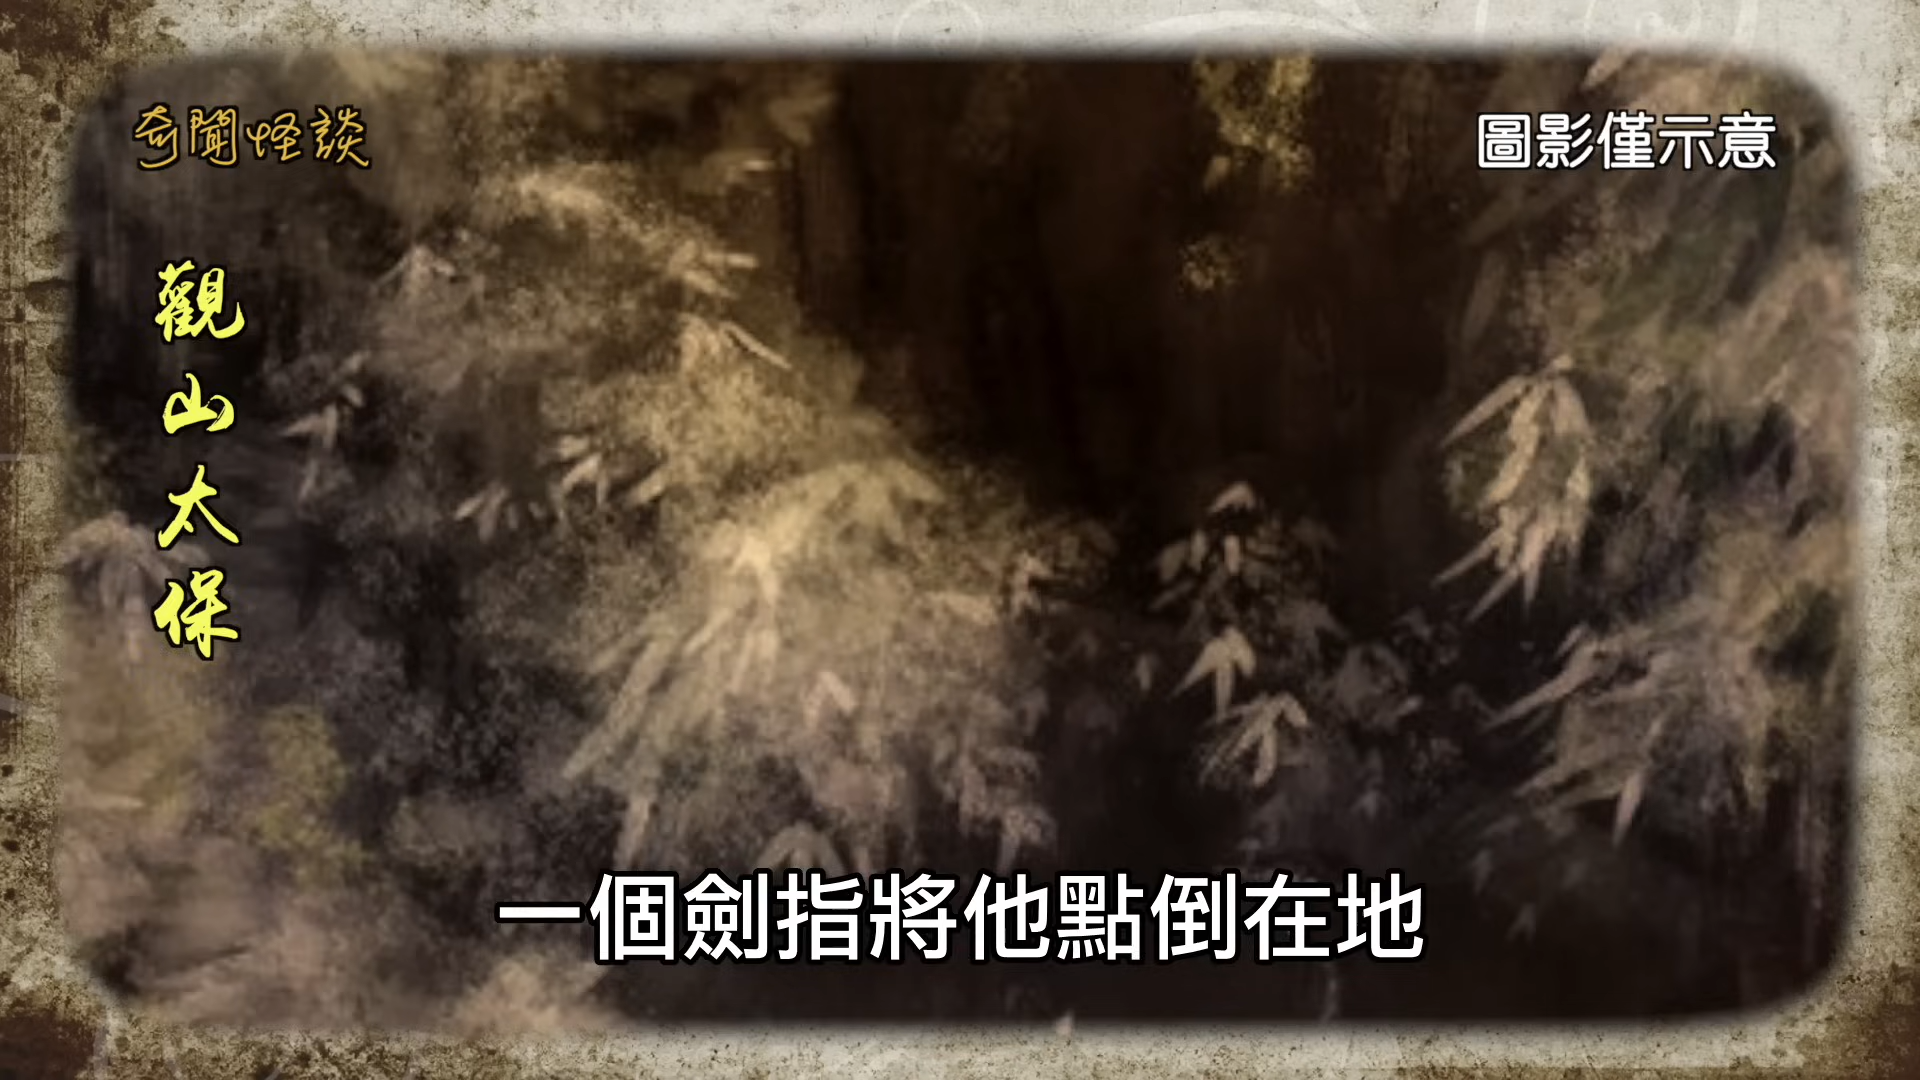 奇聞怪談
圖影僅示意
觀山太保
一個劍指將他點倒在地